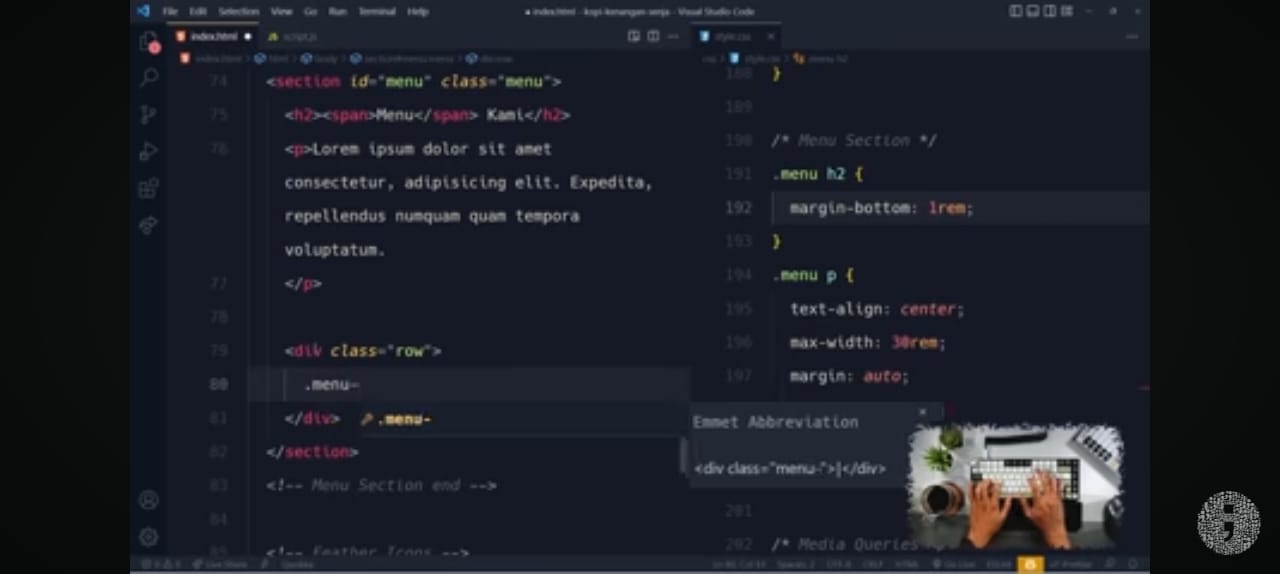 File Edit Selection View Go Run Terminal Help
● index.html - kopi-kenangan-senja - Visual Studio Code
index.html ●
script.js
style.css
74 <section id="menu" class="menu">
75 <h2><span>Menu</span> Kami</h2>
76 <p>Lorem ipsum dolor sit amet
consectetur, adipisicing elit. Expedita,
repellendus numquam quam tempora
voluptatum.
77 </p>
78
79 <div class="row">
80 .menu-
81 </div>
.menu-
82 </section>
83 <!-- Menu Section end -->
84
85 <!-- Feather Icons -->
188 }
189
190 /* Menu Section */
191 .menu h2 {
192 margin-bottom: 1rem;
193 }
194 .menu p {
195 text-align: center;
196 max-width: 30rem;
197 margin: auto;
Emmet Abbreviation
<div class="menu-">|</div>
201
202 /* Media Queries